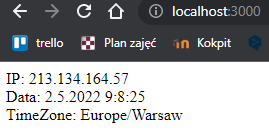 localhost:3000
trello Plan zajęć Kokpit
IP: 213.134.164.57
Data: 2.5.2022 9:8:25
TimeZone: Europe/Warsaw